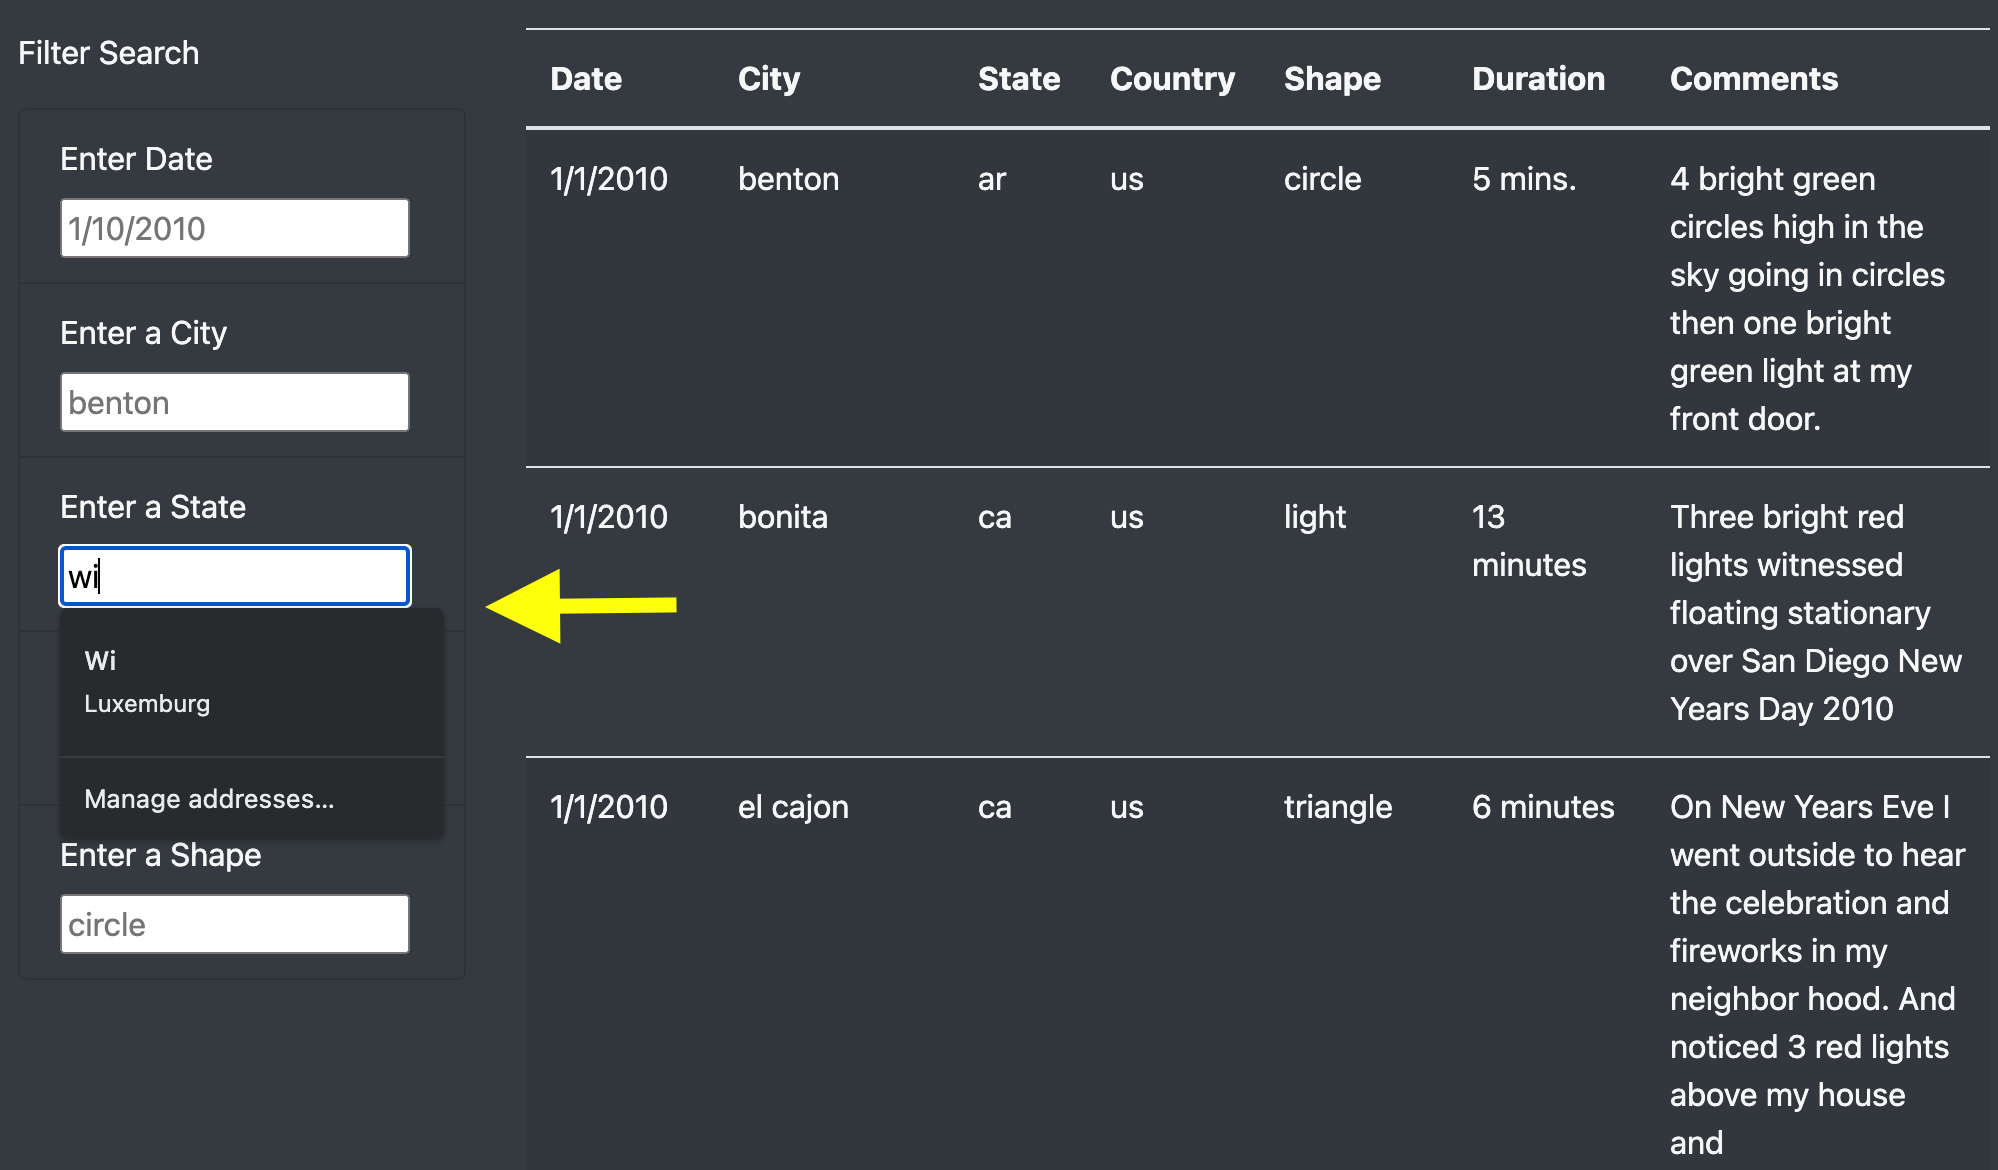 Filter Search
Enter Date
1/10/2010
Enter a City
benton
Enter a State
wi
Wi
Luxemburg
Manage addresses...
Enter a Shape
circle
Date City State Country Shape Duration Comments
1/1/2010 benton ar us circle 5 mins. 4 bright green
circles high in the
sky going in circles
then one bright
green light at my
front door.
1/1/2010 bonita ca us light 13 Three bright red
minutes lights witnessed
floating stationary
over San Diego New
Years Day 2010
1/1/2010 el cajon ca us triangle 6 minutes On New Years Eve I
went outside to hear
the celebration and
fireworks in my
neighbor hood. And
noticed 3 red lights
above my house
and